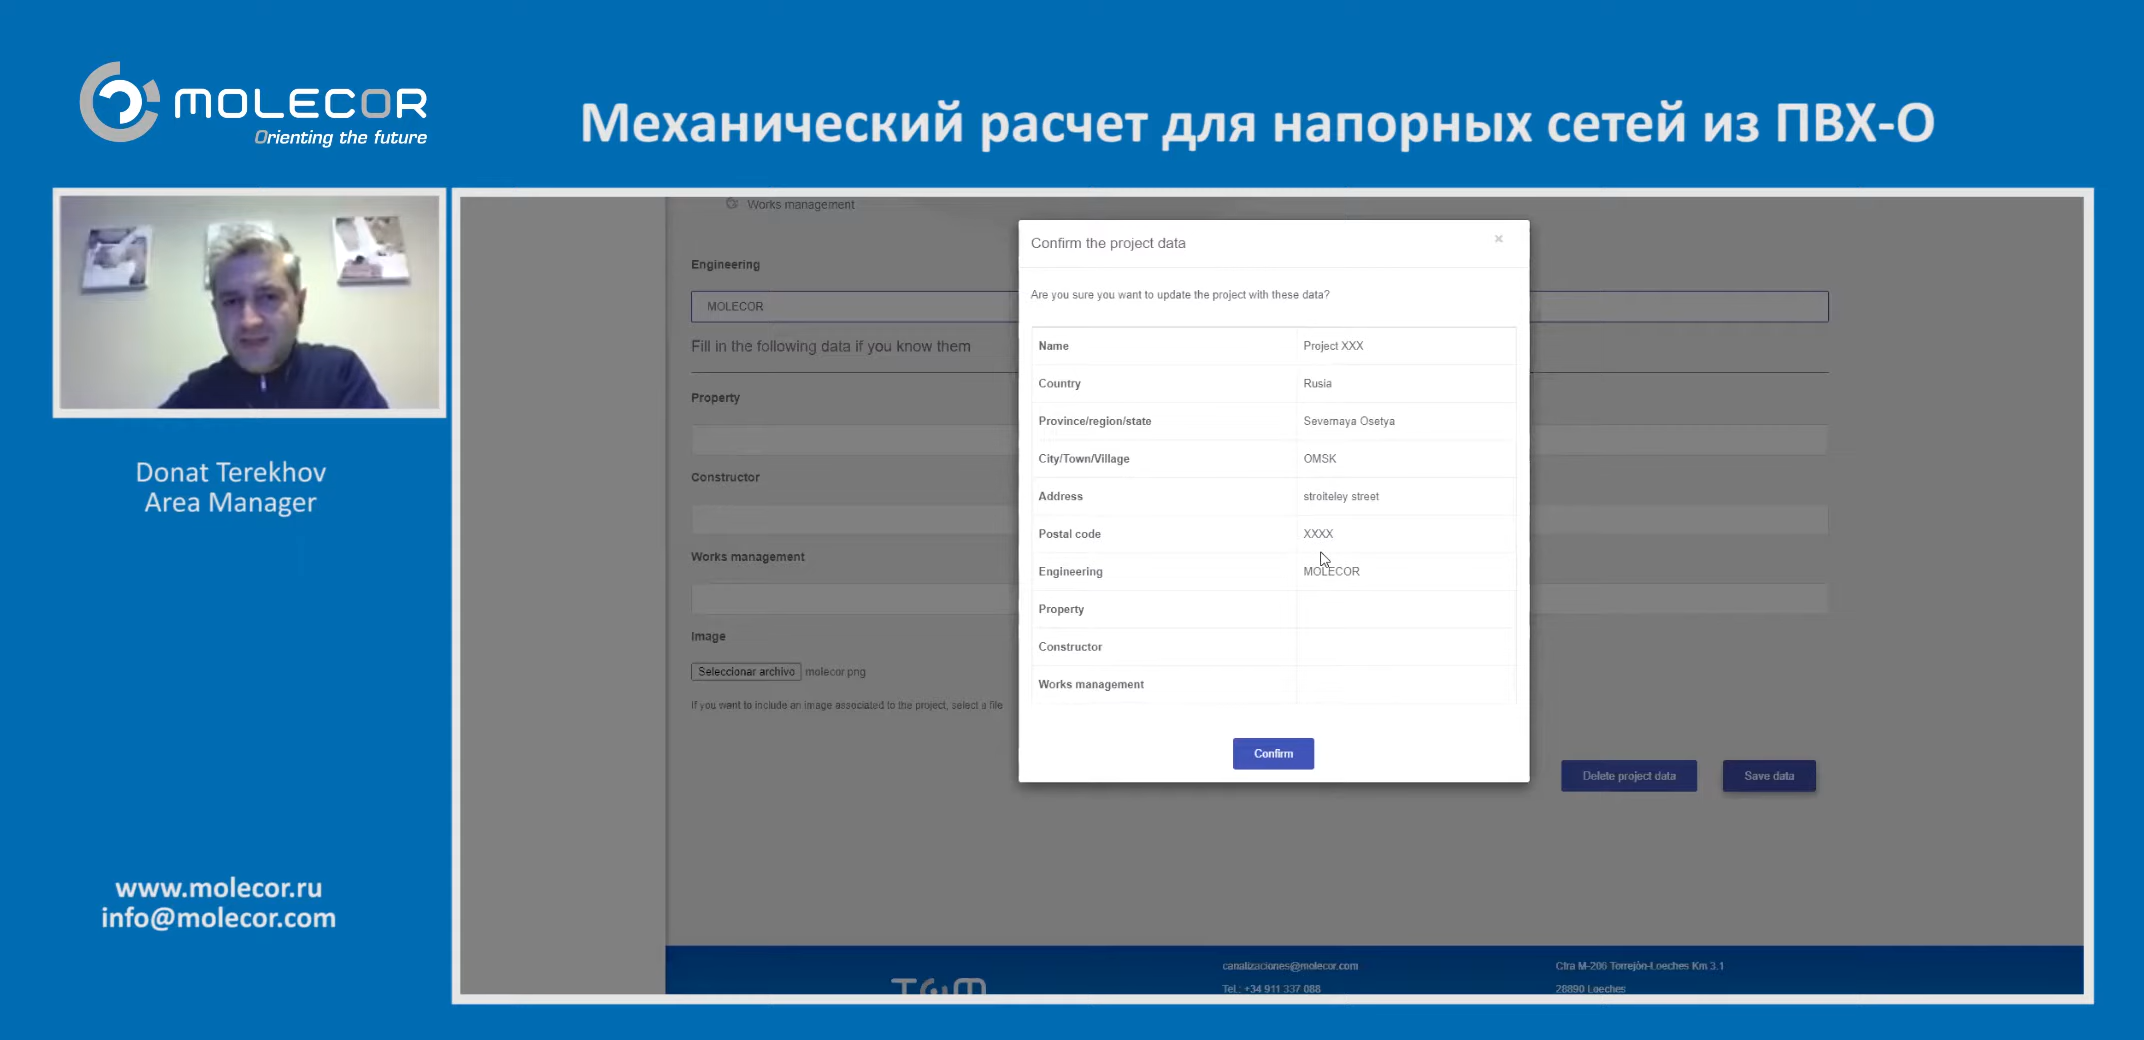 MOLECOR
Orienting the future
Механический расчет для напорных сетей из ПВХ-О
Donat Terekhov
Area Manager
www.molecor.ru
info@molecor.com
Works management
Engineering
MOLECOR
Fill in the following data if you know them
Property
Constructor
Works management
Image
Seleccionar archivo molecor.png
If you want to include an image associated to the project, select a file
Confirm the project data
×
Are you sure you want to update the project with these data?
Name Project XXX
Country Rusia
Province/region/state Severnaya Osetya
City/Town/Village OMSK
Address stroiteley street
Postal code XXXX
Engineering MOLECOR
Property
Constructor
Works management
Confirm
Delete project data
Save data
TOM
canalizaciones@molecor.com
Tel.: +34 911 337 088
Ctra M-206 Torrejón-Loeches Km 3.1
28890 Loeches